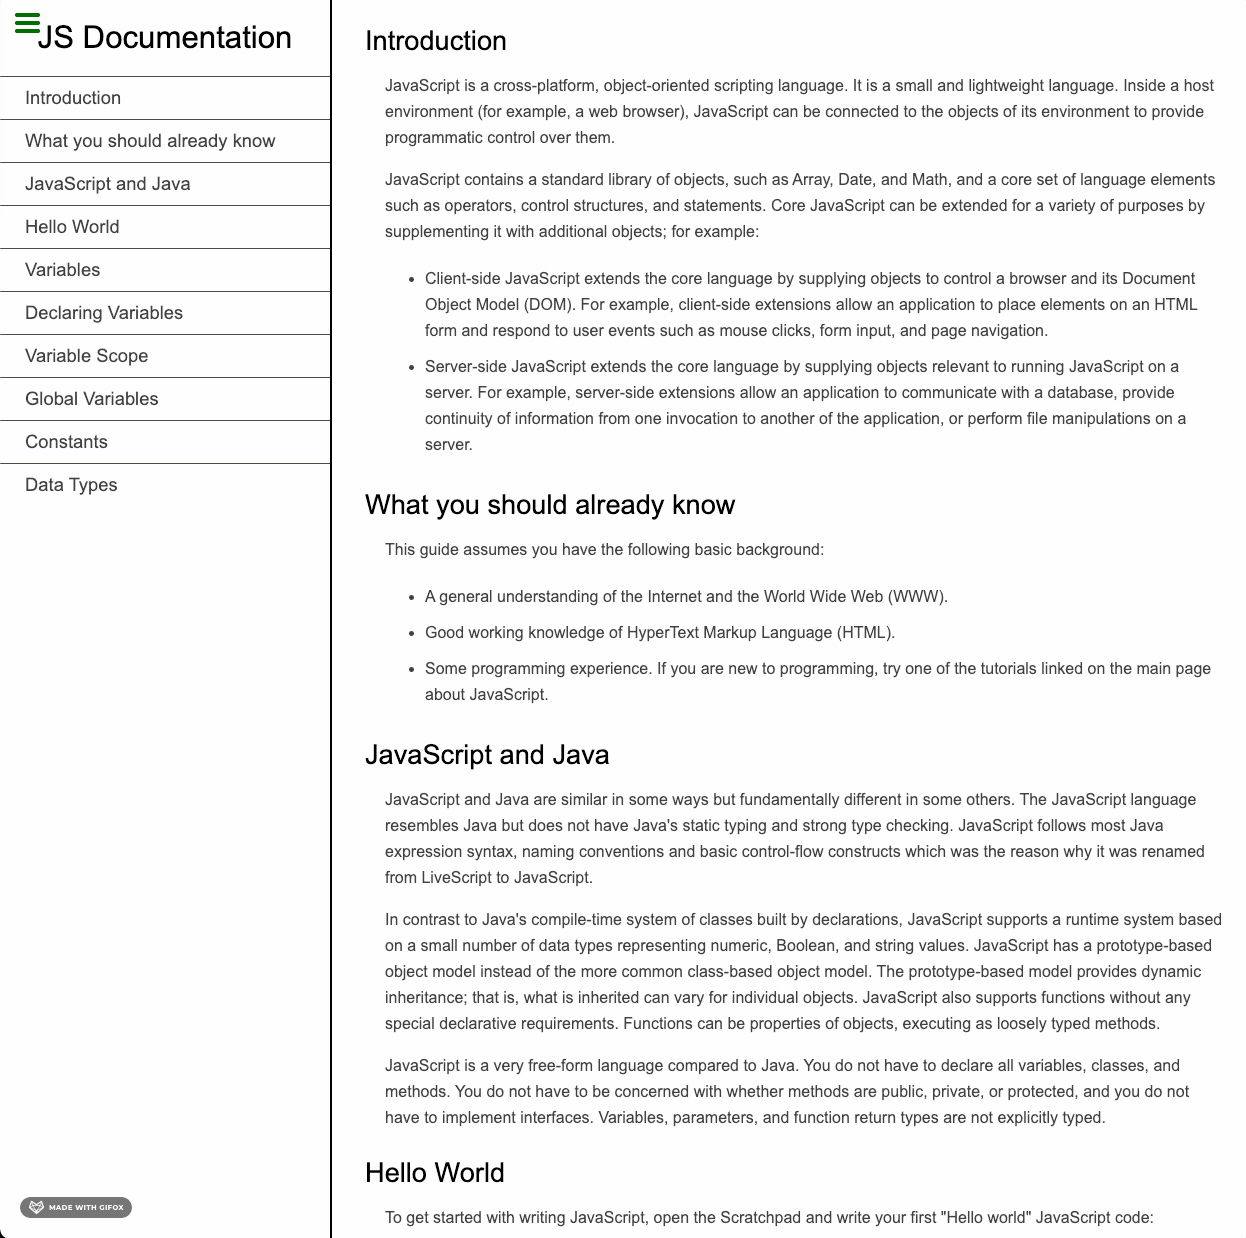 JS Documentation
Introduction
What you should already know
JavaScript and Java
Hello World
Variables
Declaring Variables
Variable Scope
Global Variables
Constants
Data Types
MADE WITH GIFOX
Introduction
JavaScript is a cross-platform, object-oriented scripting language. It is a small and lightweight language. Inside a host
environment (for example, a web browser), JavaScript can be connected to the objects of its environment to provide
programmatic control over them.
JavaScript contains a standard library of objects, such as Array, Date, and Math, and a core set of language elements
such as operators, control structures, and statements. Core JavaScript can be extended for a variety of purposes by
supplementing it with additional objects; for example:
• Client-side JavaScript extends the core language by supplying objects to control a browser and its Document
Object Model (DOM). For example, client-side extensions allow an application to place elements on an HTML
form and respond to user events such as mouse clicks, form input, and page navigation.
• Server-side JavaScript extends the core language by supplying objects relevant to running JavaScript on a
server. For example, server-side extensions allow an application to communicate with a database, provide
continuity of information from one invocation to another of the application, or perform file manipulations on a
server.
What you should already know
This guide assumes you have the following basic background:
• A general understanding of the Internet and the World Wide Web (WWW).
• Good working knowledge of HyperText Markup Language (HTML).
• Some programming experience. If you are new to programming, try one of the tutorials linked on the main page
about JavaScript.
JavaScript and Java
JavaScript and Java are similar in some ways but fundamentally different in some others. The JavaScript language
resembles Java but does not have Java's static typing and strong type checking. JavaScript follows most Java
expression syntax, naming conventions and basic control-flow constructs which was the reason why it was renamed
from LiveScript to JavaScript.
In contrast to Java's compile-time system of classes built by declarations, JavaScript supports a runtime system based
on a small number of data types representing numeric, Boolean, and string values. JavaScript has a prototype-based
object model instead of the more common class-based object model. The prototype-based model provides dynamic
inheritance; that is, what is inherited can vary for individual objects. JavaScript also supports functions without any
special declarative requirements. Functions can be properties of objects, executing as loosely typed methods.
JavaScript is a very free-form language compared to Java. You do not have to declare all variables, classes, and
methods. You do not have to be concerned with whether methods are public, private, or protected, and you do not
have to implement interfaces. Variables, parameters, and function return types are not explicitly typed.
Hello World
To get started with writing JavaScript, open the Scratchpad and write your first "Hello world" JavaScript code: